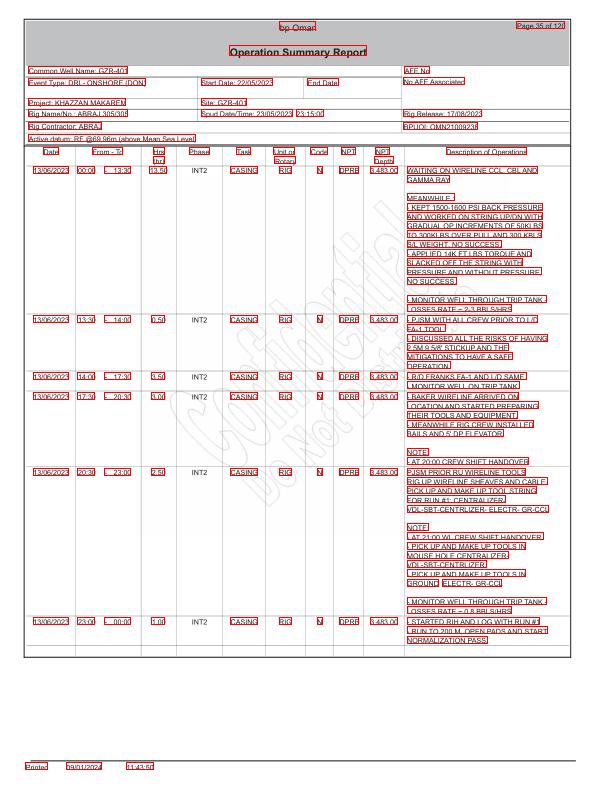 bp Oman
Page 35 of 120
Operation Summary Report
Common Well Name: GZR-401
AFE No
Event Type: DRL- ONSHORE (DON)
Start Date: 22/05/2023
End Date:
No AFE Associated
Project: KHAZZAN MAKAREM
Site: GZR-401
Rig Name/No.: ABRAJ 305/305
Spud Date/Time: 23/05/2023 23:15:00
Rig Release: 17/08/2023
Rig Contractor: ABRAJ
BPUOI: OMN21009236
Active datum: RF @69.96m (above Mean Sea Level)
Date From - To Hrs Phase Task Unit or Code NPT NPT Description of Operations
(hr) Rotary Depth
13/06/2023 00:00 - 13:30 13.50 INT2 CASING RIG N DPRB 3,483.00 WAITING ON WIRELINE CCL, CBL AND
GAMMA RAY
MEANWHILE :
- KEPT 1500-1600 PSI BACK PRESSURE
AND WORKED ON STRING UP/DN WITH
GRADUAL OP INCREMENTS OF 50KLBS
TO 300KLBS OVER PULL AND 300 KBLS
S/L WEIGHT, NO SUCCESS.
- APPLIED 14K FT.LBS TORQUE AND
SLACKED OFF THE STRING WITH
PRESSURE AND WITHOUT PRESSURE,
NO SUCCESS.
- MONITOR WELL THROUGH TRIP TANK -
LOSSES RATE ~ 2-3 BBLS/HRS
13/06/2023 13:30 - 14:00 0.50 INT2 CASING RIG N DPRB 3,483.00 - PJSM WITH ALL CREW PRIOR TO L/D
FA-1 TOOL.
- DISCUSSED ALL THE RISKS OF HAVING
2.5M 9 5/8" STICKUP AND THE
MITIGATIONS TO HAVE A SAFE
OPERATION.
13/06/2023 14:00 - 17:30 3.50 INT2 CASING RIG N DPRB 3,483.00 - R/D FRANKS FA-1 AND L/D SAME.
- MONITOR WELL ON TRIP TANK.
13/06/2023 17:30 - 20:30 3.00 INT2 CASING RIG N DPRB 3,483.00 - BAKER WIRELINE ARRIVED ON
LOCATION AND STARTED PREPARING
THEIR TOOLS AND EQUIPMENT.
- MEANWHILE RIG CREW INSTALLED
BAILS AND 5" DP ELEVATOR.
NOTE:
- AT 20:00 CREW SHIFT HANDOVER
13/06/2023 20:30 - 23:00 2.50 INT2 CASING RIG N DPRB 3,483.00 PJSM PRIOR RU WIRELINE TOOLS
RIG UP WIRELINE SHEAVES AND CABLE.
PICK UP AND MAKE UP TOOL STRING
FOR RUN #1: CENTRALIZER-
VDL-SBT-CENTRLIZER- ELECTR- GR-CCL
NOTE:
- AT 21:00 WL CREW SHIFT HANDOVER
- PICK UP AND MAKE UP TOOLS IN
MOUSE HOLE CENTRALIZER-
VDL-SBT-CENTRLIZER
- PICK UP AND MAKE UP TOOLS IN
GROUND: ELECTR- GR-CCL
- MONITOR WELL THROUGH TRIP TANK -
LOSSES RATE ~ 0.8 BBLS/HRS
13/06/2023 23:00 - 00:00 1.00 INT2 CASING RIG N DPRB 3,483.00 - STARTED RIH AND LOG WITH RUN #1
- RUN TO 200 M, OPEN PADS AND START
NORMALIZATION PASS.
Confidential
Do Not
Printed 09/01/2024 11:43:50